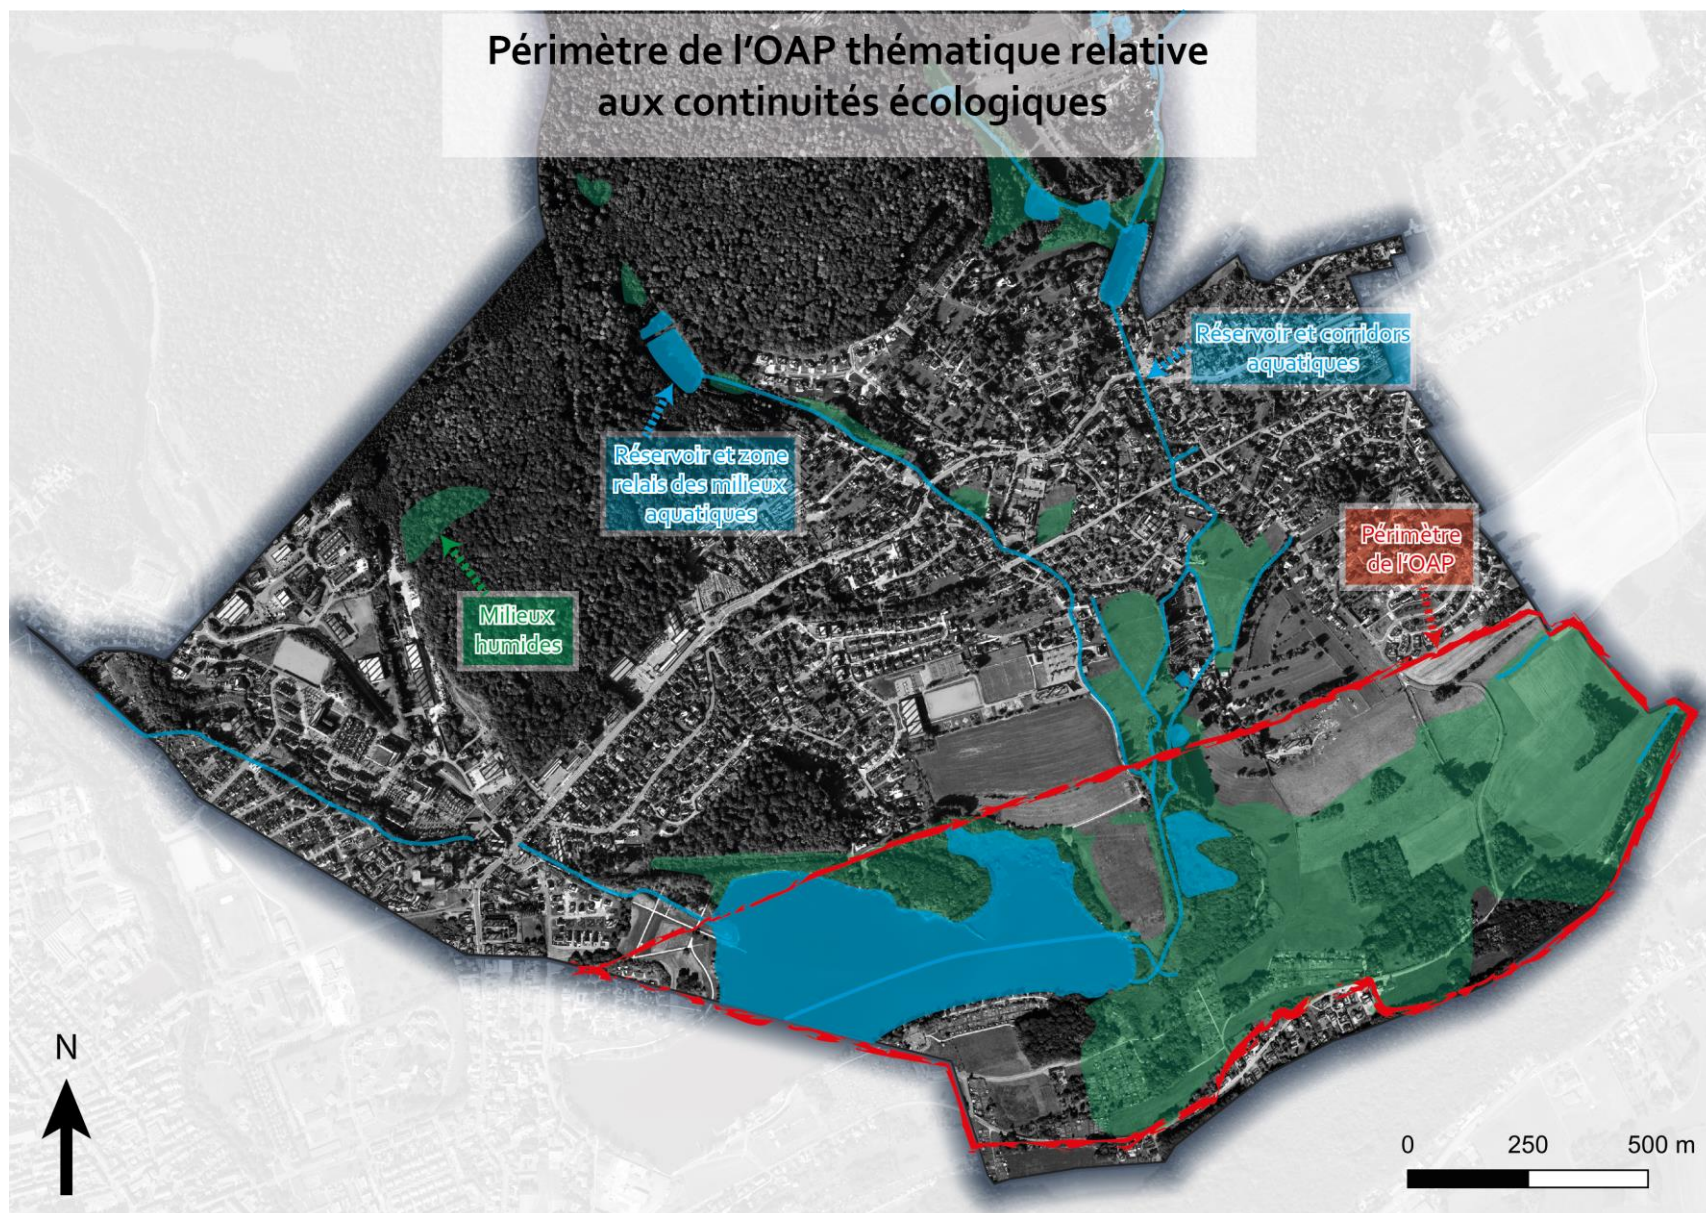 Périmètre de l’OAP thématique relative
aux continuités écologiques
Réservoir et corridors
aquatiques
Réservoir et zone
relais des milieux
aquatiques
Périmètre
de l’OAP
Milieux
humides
N
0 250 500 m